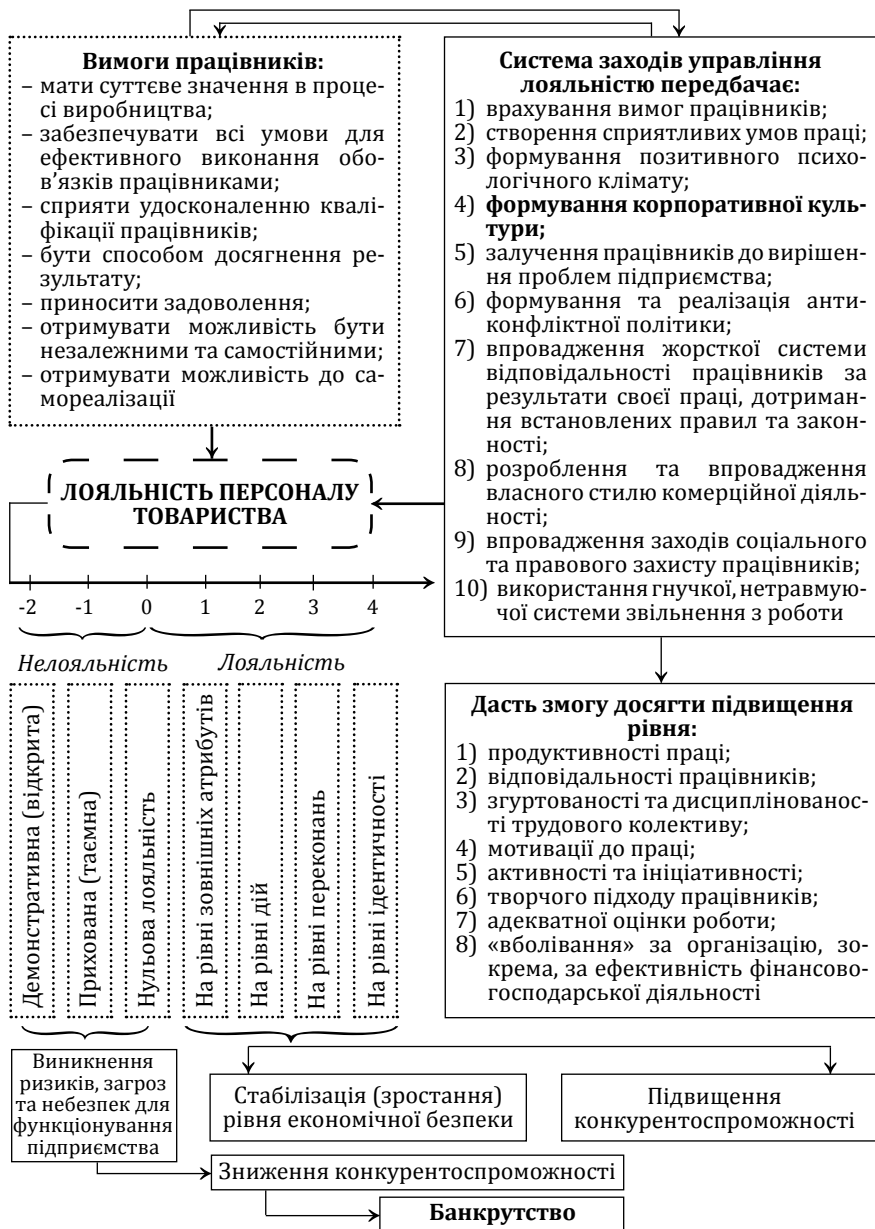 Вимоги працівників:
– мати суттєве значення в проце-
сі виробництва;
– забезпечувати всі умови для
ефективного виконання обо-
в’язків працівниками;
– сприяти удосконаленню квалі-
фікації працівників;
– бути способом досягнення ре-
зультату;
– приносити задоволення;
– отримувати можливість бути
незалежними та самостійними;
– отримувати можливість до са-
мореалізації
Система заходів управління
лояльністю передбачає:
1) врахування вимог працівників;
2) створення сприятливих умов праці;
3) формування позитивного психо-
логічного клімату;
4) формування корпоративної куль-
тури;
5) залучення працівників до вирішен-
ня проблем підприємства;
6) формування та реалізація анти-
конфліктної політики;
7) впровадження жорсткої системи
відповідальності працівників за
результати своєї праці, дотриман-
ня встановлених правил та закон-
ності;
8) розроблення та впровадження
власного стилю комерційної діяль-
ності;
9) впровадження заходів соціального
та правового захисту працівників;
10) використання гнучкої, нетравмую-
чої системи звільнення з роботи
ЛОЯЛЬНІСТЬ ПЕРСОНАЛУ
ТОВАРИСТВА
-2 -1 0 1 2 3 4
Нелояльність Лояльність
Демонстративна (відкрита)
Прихована (таємна)
Нульова лояльність
На рівні зовнішніх атрибутів
На рівні дій
На рівні переконань
На рівні ідентичності
Дасть змогу досягти підвищення
рівня:
1) продуктивності праці;
2) відповідальності працівників;
3) згуртованості та дисциплінованос-
ті трудового колективу;
4) мотивації до праці;
5) активності та ініціативності;
6) творчого підходу працівників;
7) адекватної оцінки роботи;
8) «вболівання» за організацію, зо-
крема, за ефективність фінансово-
господарської діяльності
Виникнення
ризиків, загроз
та небезпек для
функціонування
підприємства
Стабілізація (зростання)
рівня економічної безпеки
Підвищення
конкурентоспроможності
Зниження конкурентоспроможності
Банкрутство